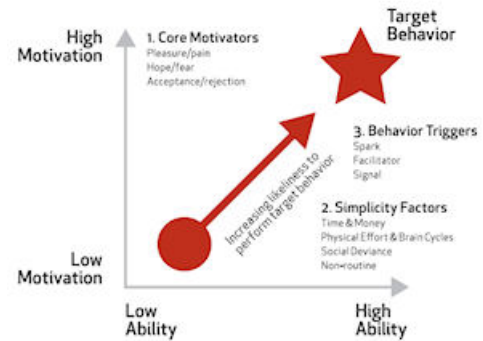 High
Motivation
1. Core Motivators
Pleasure/pain
Hope/fear
Acceptance/rejection
Target
Behavior
3. Behavior Triggers
Spark
Facilitator
Signal
Increasing likeliness to
perform target behavior
2. Simplicity Factors
Time & Money
Physical Effort & Brain Cycles
Social Deviance
Non-routine
Low
Motivation
Low
Ability
High
Ability